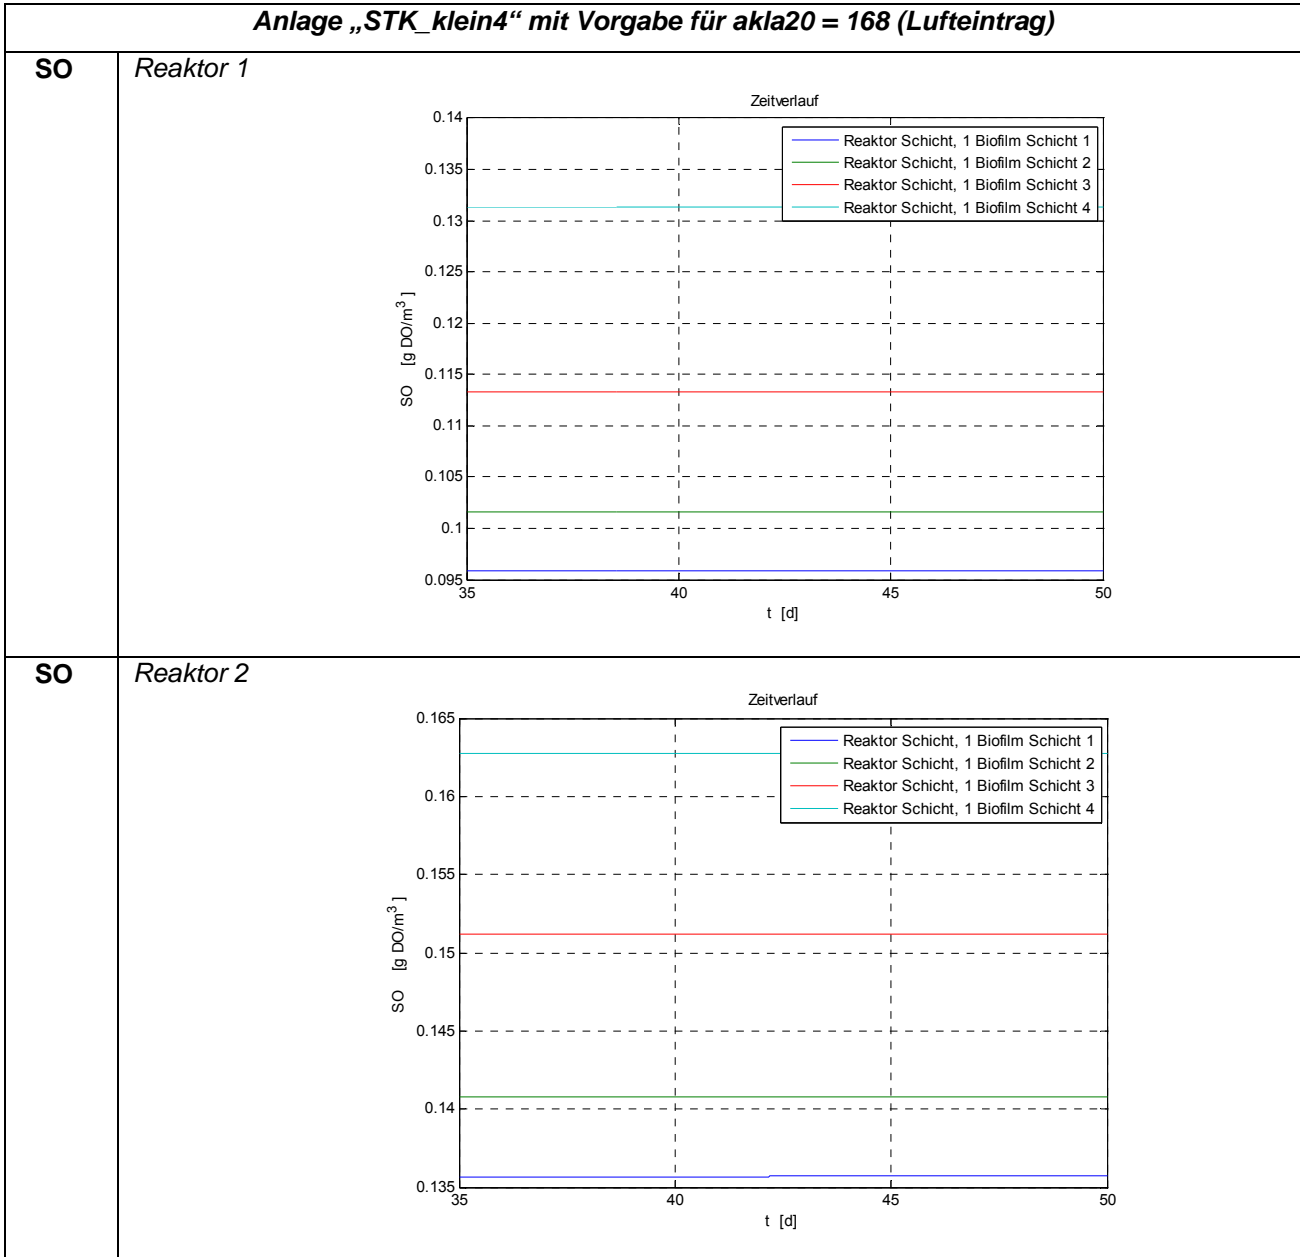 Anlage „STK_klein4“ mit Vorgabe für akla20 = 168 (Lufteintrag)
SO
Reaktor 1
Zeitverlauf
0.14
0.135
0.13
0.125
0.12
0.115
0.11
0.105
0.1
0.095
SO [g DO/m³]
Reaktor Schicht, 1 Biofilm Schicht 1
Reaktor Schicht, 1 Biofilm Schicht 2
Reaktor Schicht, 1 Biofilm Schicht 3
Reaktor Schicht, 1 Biofilm Schicht 4
35 40 45 50
t [d]
SO
Reaktor 2
Zeitverlauf
0.165
0.16
0.155
0.15
0.145
0.14
0.135
SO [g DO/m³]
Reaktor Schicht, 1 Biofilm Schicht 1
Reaktor Schicht, 1 Biofilm Schicht 2
Reaktor Schicht, 1 Biofilm Schicht 3
Reaktor Schicht, 1 Biofilm Schicht 4
35 40 45 50
t [d]